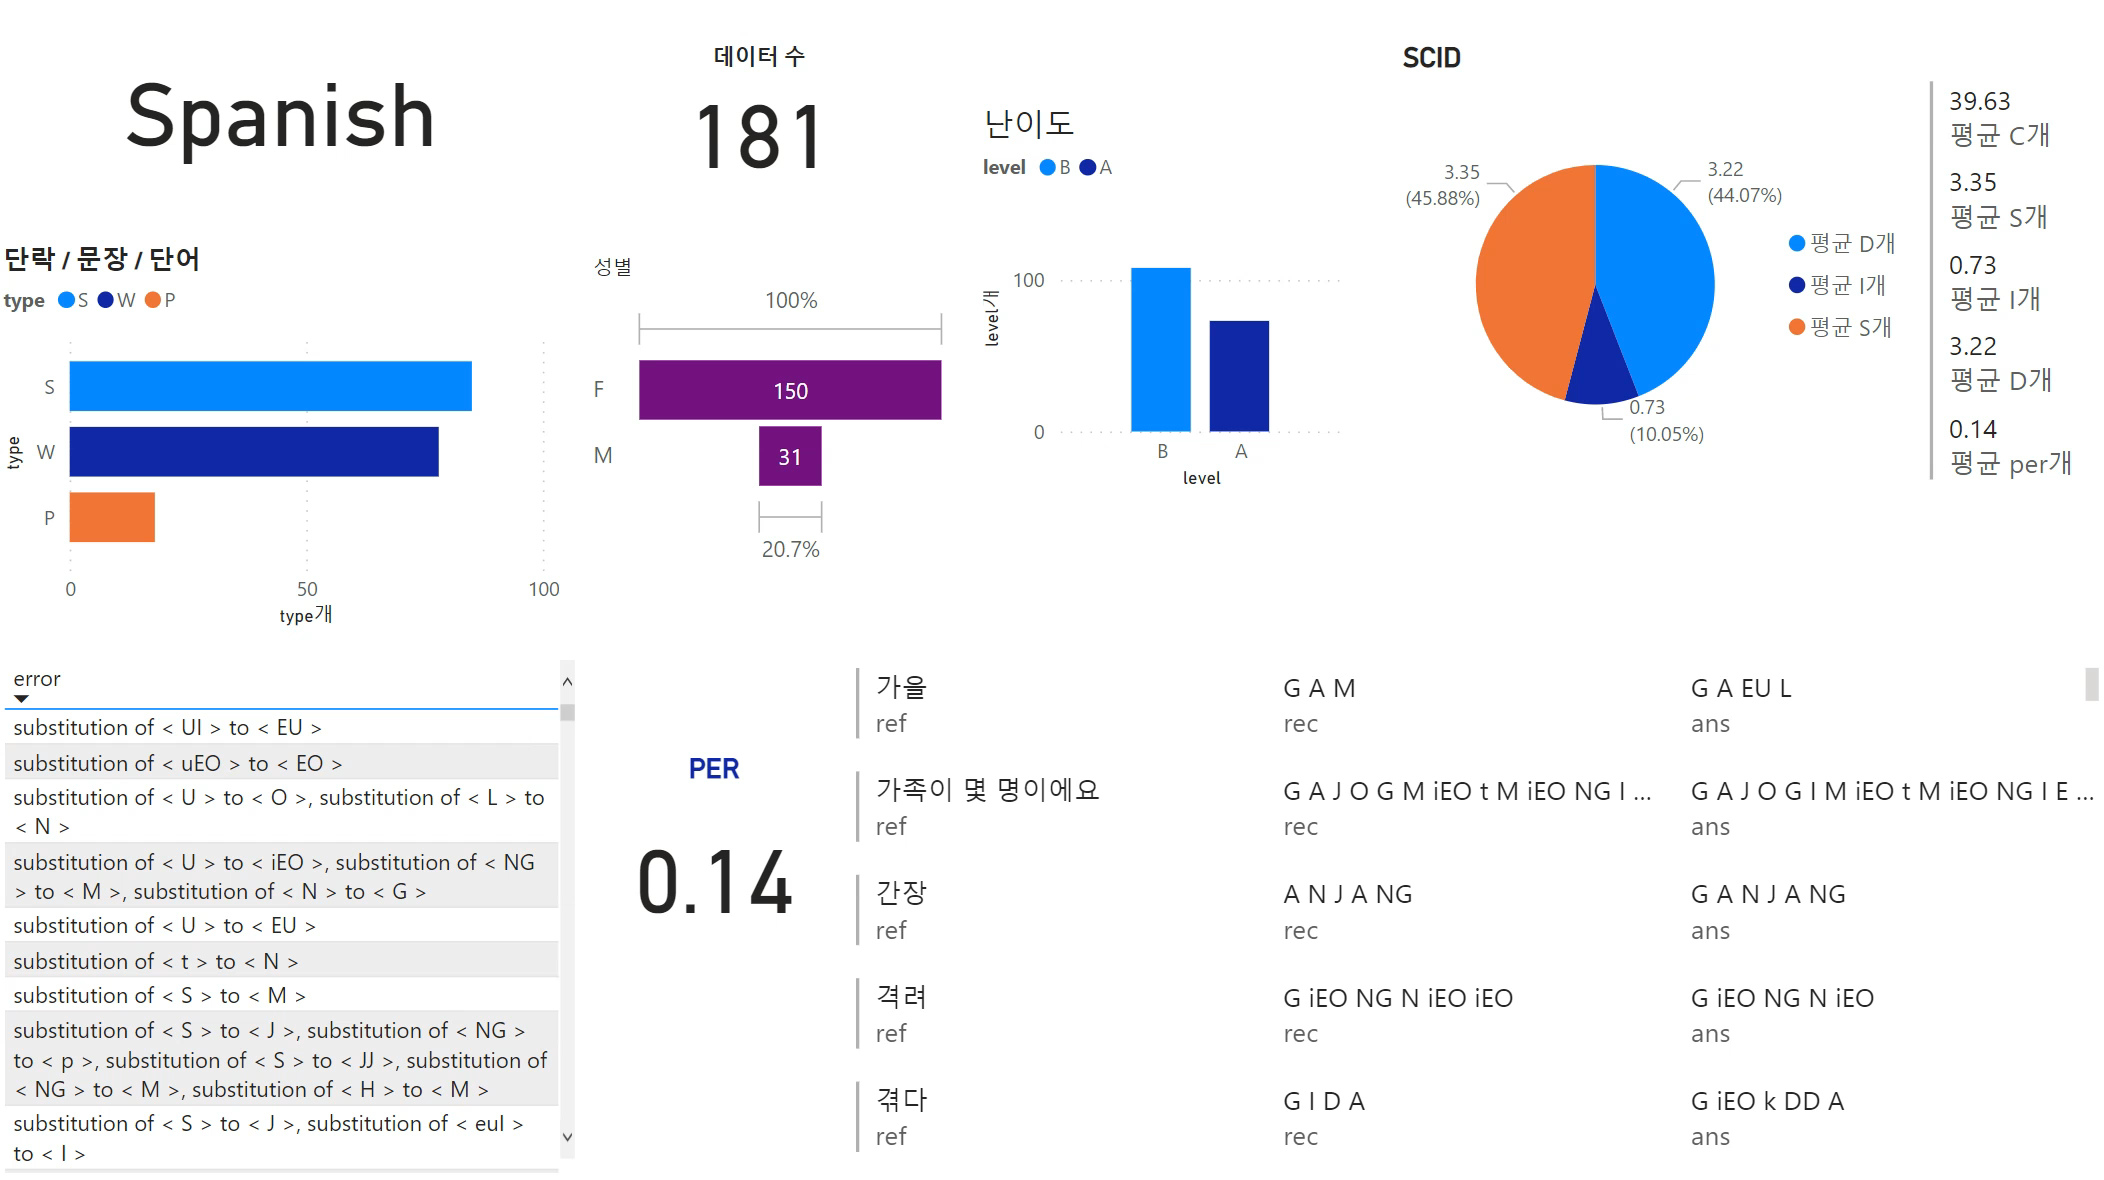 Spanish
데이터 수
181
단락 / 문장 / 단어
type S W P
type
S
W
P
0 50 100
type개
성별
100%
F 150
M 31
20.7%
난이도
level B A
level개
100
0
B A
level
SCID
3.35
(45.88%)
3.22
(44.07%)
0.73
(10.05%)
평균 D개
평균 I개
평균 S개
39.63
평균 C개
3.35
평균 S개
0.73
평균 I개
3.22
평균 D개
0.14
평균 per개
error
substitution of < UI > to < EU >
substitution of < uEO > to < EO >
substitution of < U > to < O >, substitution of < L > to
< N >
substitution of < U > to < iEO >, substitution of < NG
> to < M >, substitution of < N > to < G >
substitution of < U > to < EU >
substitution of < t > to < N >
substitution of < S > to < M >
substitution of < S > to < J >, substitution of < NG >
to < p >, substitution of < S > to < JJ >, substitution of
< NG > to < M >, substitution of < H > to < M >
substitution of < S > to < J >, substitution of < euI >
to < I >
PER
0.14
가을 G A M G A EU L
ref rec ans
가족이 몇 명이에요 G A J O G M iEO t M iEO NG I ... G A J O G I M iEO t M iEO NG I E ...
ref rec ans
간장 A N J A NG G A N J A NG
ref rec ans
격려 G iEO NG N iEO iEO G iEO NG N iEO
ref rec ans
겪다 G I D A G iEO k DD A
ref rec ans